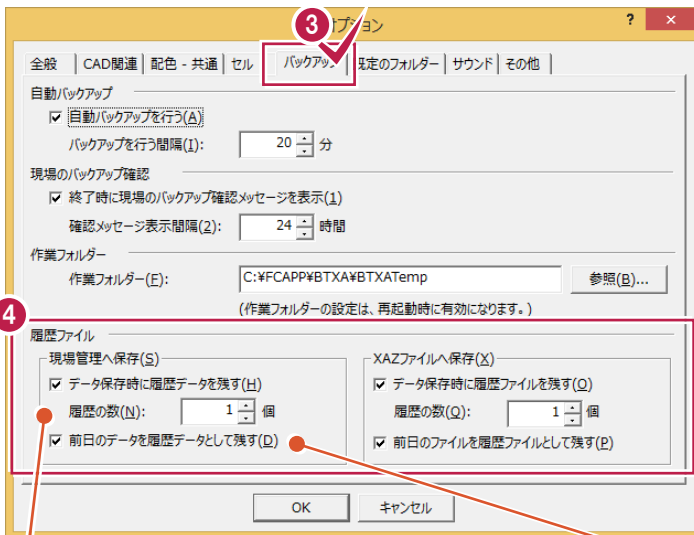 3 オプション ? ×
全般 CAD関連 配色 - 共通 セル バックアップ 既定のフォルダー サウンド その他
自動バックアップ
自動バックアップを行う(A)
バックアップを行う間隔(I): 20 分
現場のバックアップ確認
終了時に現場のバックアップ確認メッセージを表示(1)
確認メッセージ表示間隔(2): 24 時間
作業フォルダー
作業フォルダー(F): C:¥FCAPP¥BTXA¥BTXATemp 参照(B)...
(作業フォルダーの設定は、再起動時に有効になります。)
4
履歴ファイル
現場管理へ保存(S) XAZファイルへ保存(X)
データ保存時に履歴データを残す(H) データ保存時に履歴ファイルを残す(O)
履歴の数(N): 1 個 履歴の数(Q): 1 個
前日のデータを履歴データとして残す(D) 前日のファイルを履歴ファイルとして残す(P)
OK キャンセル